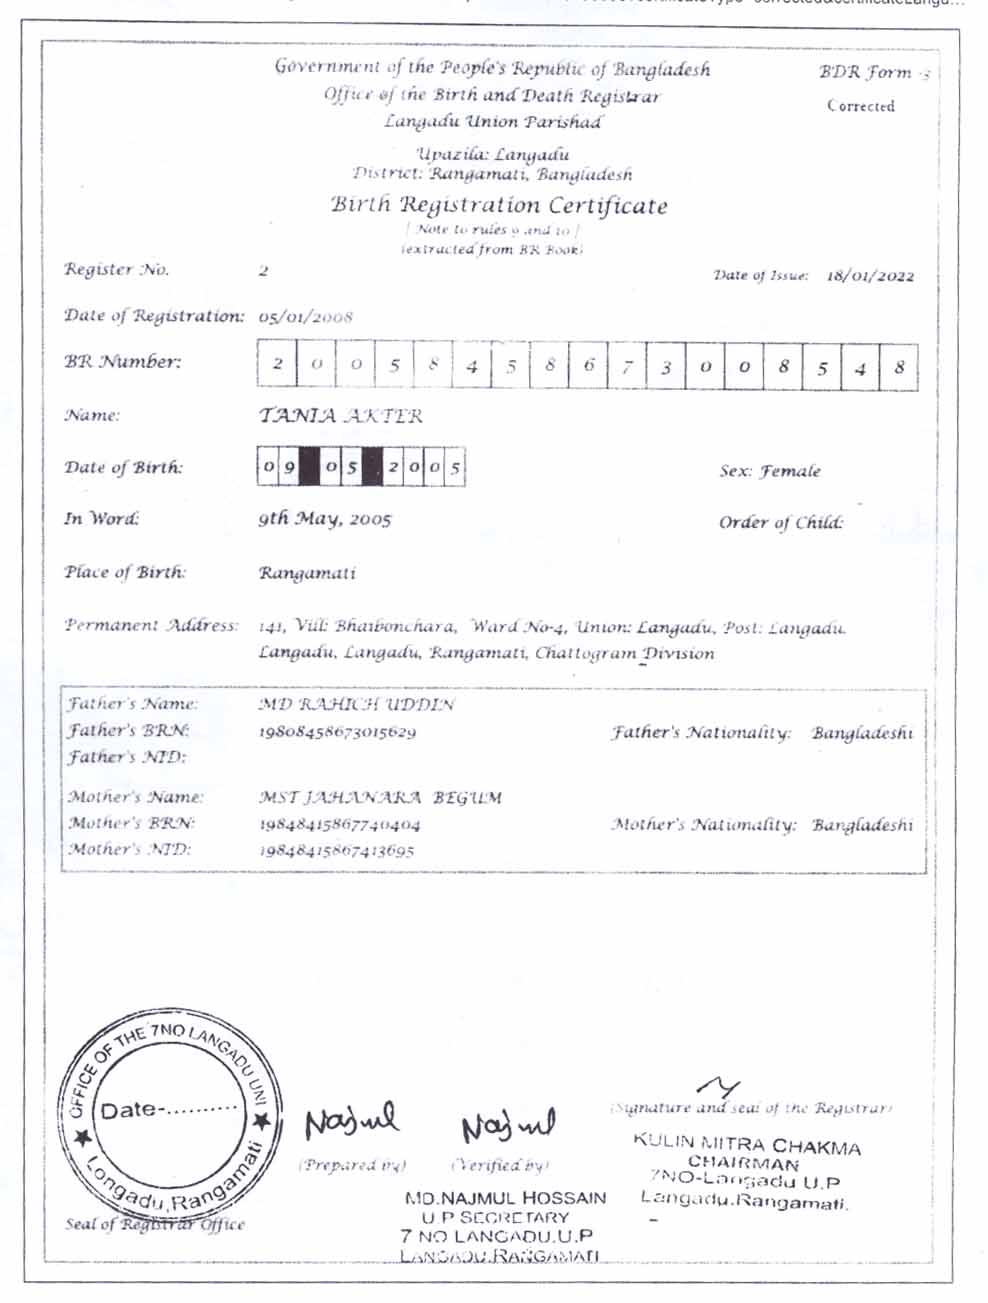 Government of the People's Republic of Bangladesh
BDR Form -3
Office of the Birth and Death Registrar
Corrected
Langadu Union Parishad
Upazila: Langadu
District: Rangamati, Bangladesh
Birth Registration Certificate
[ Note to rules 9 and 10 ]
(extracted from BR Book)
Register No. 2
Date of Issue: 18/01/2022
Date of Registration: 05/01/2008
BR Number: 2 0 0 5 8 4 5 8 6 7 3 0 0 8 5 4 8
Name: TANIA AKTER
Date of Birth: 0 9 0 5 2 0 0 5 Sex: Female
In Word: 9th May, 2005 Order of Child:
Place of Birth: Rangamati
Permanent Address: 141, Vill: Bhaibonchara, Ward No-4, Union: Langadu, Post: Langadu.
Langadu, Langadu, Rangamati, Chattogram Division
Father's Name: MD RAHICH UDDIN
Father's BRN: 19808458673015629 Father's Nationality: Bangladeshi
Father's NID:
Mother's Name: MST JAHANARA BEGUM
Mother's BRN: 19848415867740404 Mother's Nationality: Bangladeshi
Mother's NID: 19848415867413695
OFFICE OF THE 7NO LANGADU UNI
Date-..........
Longadu, Rangamati
Seal of Registrar Office
Najmul
(Prepared by)
Najmul
(Verified by)
MD.NAJMUL HOSSAIN
U.P SECRETARY
7 NO LANGADU.U.P
LANGADU.RANGAMATI
(Signature and seal of the Registrar)
KULIN MITRA CHAKMA
CHAIRMAN
7NO-Langadu U.P
Langadu.Rangamati.